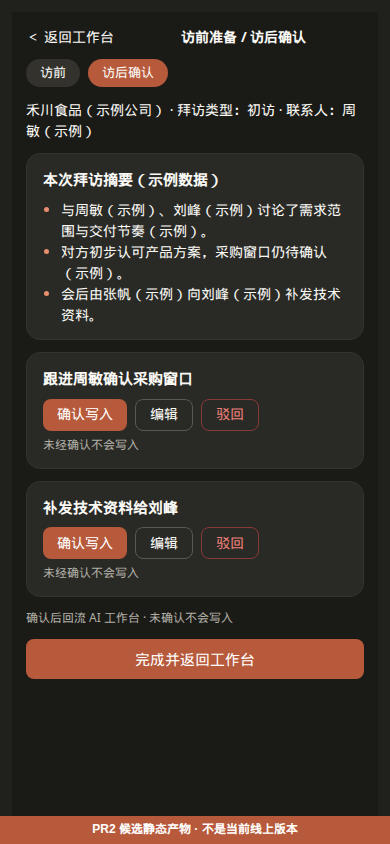 < 返回工作台 访前准备 / 访后确认
访前 访后确认
禾川食品（示例公司）· 拜访类型：初访 · 联系人：周
敏（示例）
本次拜访摘要（示例数据）
与周敏（示例）、刘峰（示例）讨论了需求范
围与交付节奏（示例）。
对方初步认可产品方案，采购窗口仍待确认
（示例）。
会后由张帆（示例）向刘峰（示例）补发技术
资料。
跟进周敏确认采购窗口
确认写入 编辑 驳回
未经确认不会写入
补发技术资料给刘峰
确认写入 编辑 驳回
未经确认不会写入
确认后回流 AI 工作台 · 未确认不会写入
完成并返回工作台
PR2 候选静态产物 · 不是当前线上版本